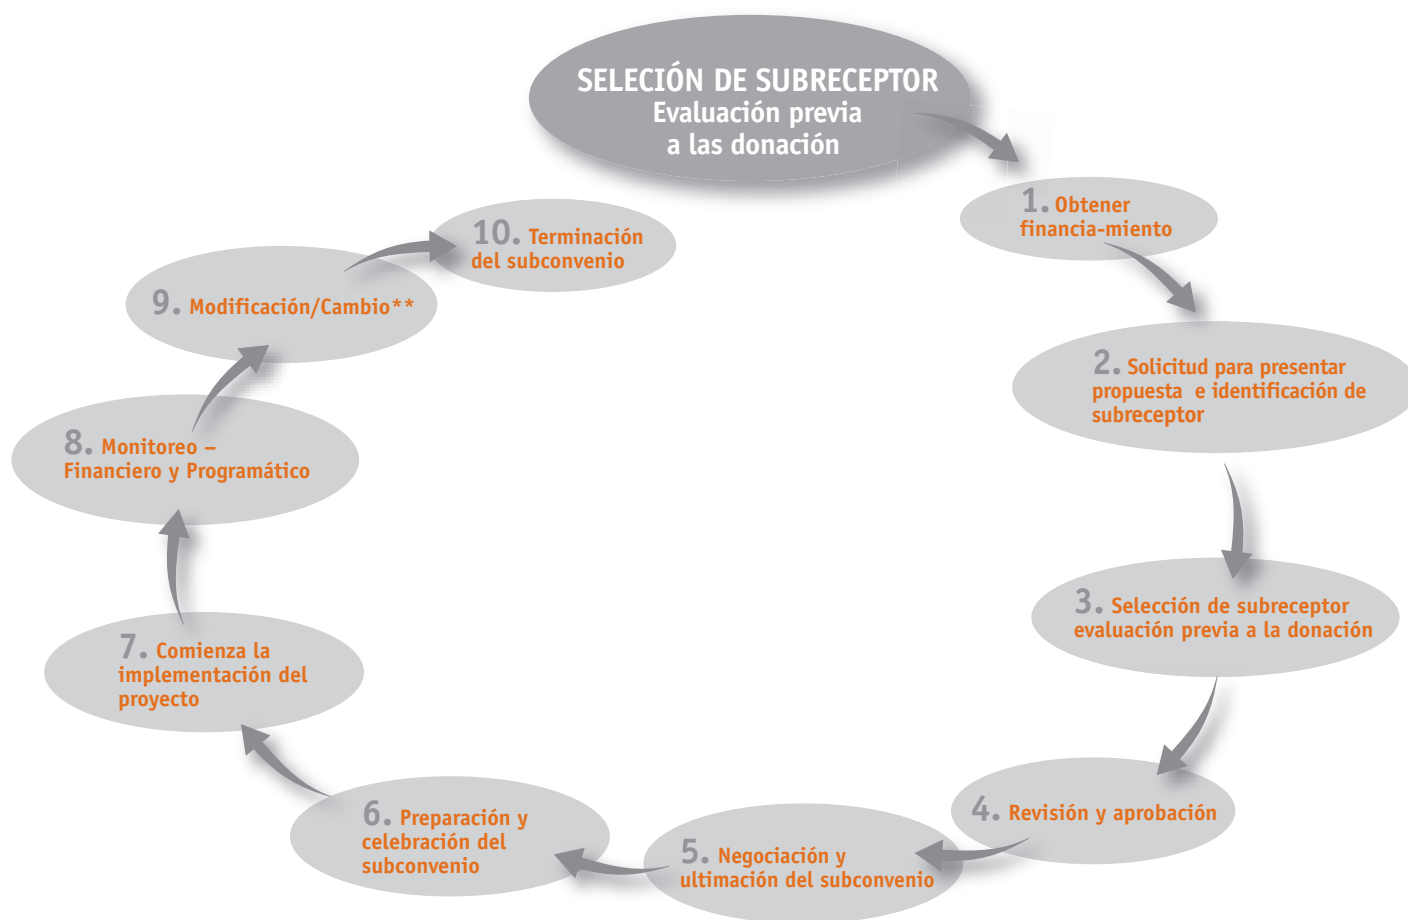 SELECIÓN DE SUBRECEPTOR
Evaluación previa
a las donación
1. Obtener
financia-miento
2. Solicitud para presentar
propuesta e identificación de
subreceptor
3. Selección de subreceptor
evaluación previa a la donación
4. Revisión y aprobación
5. Negociación y
ultimación del subconvenio
6. Preparación y
celebración del
subconvenio
7. Comienza la
implementación del
proyecto
8. Monitoreo –
Financiero y Programático
9. Modificación/Cambio**
10. Terminación
del subconvenio